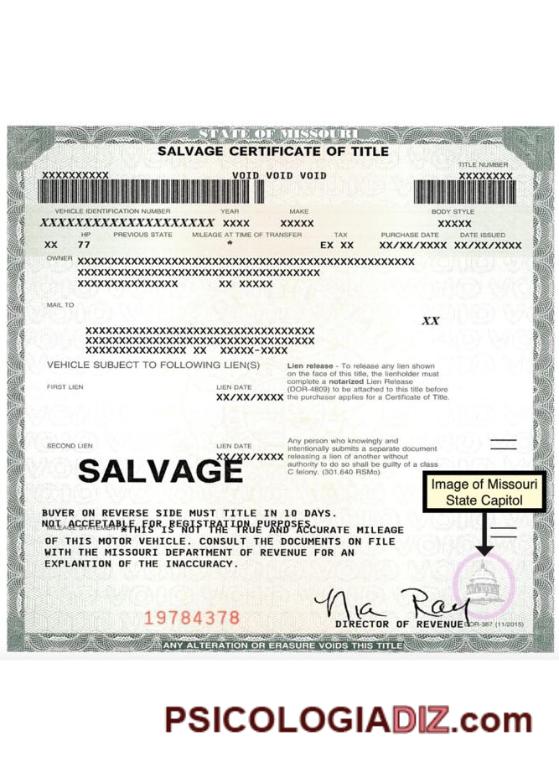 STATE OF MISSOURI
SALVAGE CERTIFICATE OF TITLE
TITLE NUMBER
XXXXXXXXXX VOID VOID VOID XXXXXXXX
VEHICLE IDENTIFICATION NUMBER YEAR MAKE BODY STYLE
XXXXXXXXXXXXXXXXXXXX XXXX XXXXX XXXXX
HP PREVIOUS STATE MILEAGE AT TIME OF TRANSFER TAX PURCHASE DATE DATE ISSUED
XX 77 * EX XX XX/XX/XXXX XX/XX/XXXX
OWNER XXXXXXXXXXXXXXXXXXXXXXXXXXXXXXXXXXXXXXXXXXXXXXXXXX
XXXXXXXXXXXXXXXXXXXXXXXXXXXXXXXXXXXX
XXXXXXXXXXXXXXX XX XXXXX
MAIL TO
XX
XXXXXXXXXXXXXXXXXXXXXXXXXXXXXXXXXX
XXXXXXXXXXXXXXXXXXXXXXXXXXXXXXXXXX
XXXXXXXXXXXXXXX XX XXXXX-XXXX
VEHICLE SUBJECT TO FOLLOWING LIEN(S)
Lien release - To release any lien shown
on the face of this title, the lienholder must
complete a notarized Lien Release
(DOR-4809) to be attached to this title before
the purchaser applies for a Certificate of Title.
FIRST LIEN LIEN DATE
XX/XX/XXXX
Any person who knowingly and
intentionally submits a separate document
releasing a lien of another without
authority to do so shall be guilty of a class
C felony. (301.640 RSMo)
SECOND LIEN LIEN DATE
XX/XX/XXXX
SALVAGE
Image of Missouri
State Capitol
BUYER ON REVERSE SIDE MUST TITLE IN 10 DAYS.
NOT ACCEPTABLE FOR REGISTRATION PURPOSES
MILEAGE STATEMENT *THIS IS NOT THE TRUE AND ACCURATE MILEAGE
OF THIS MOTOR VEHICLE. CONSULT THE DOCUMENTS ON FILE
WITH THE MISSOURI DEPARTMENT OF REVENUE FOR AN
EXPLANTION OF THE INACCURACY.
Nia Ray
19784378
DIRECTOR OF REVENUE DOR-387 (11/2015)
ANY ALTERATION OR ERASURE VOIDS THIS TITLE
PSICOLOGIADIZ.com